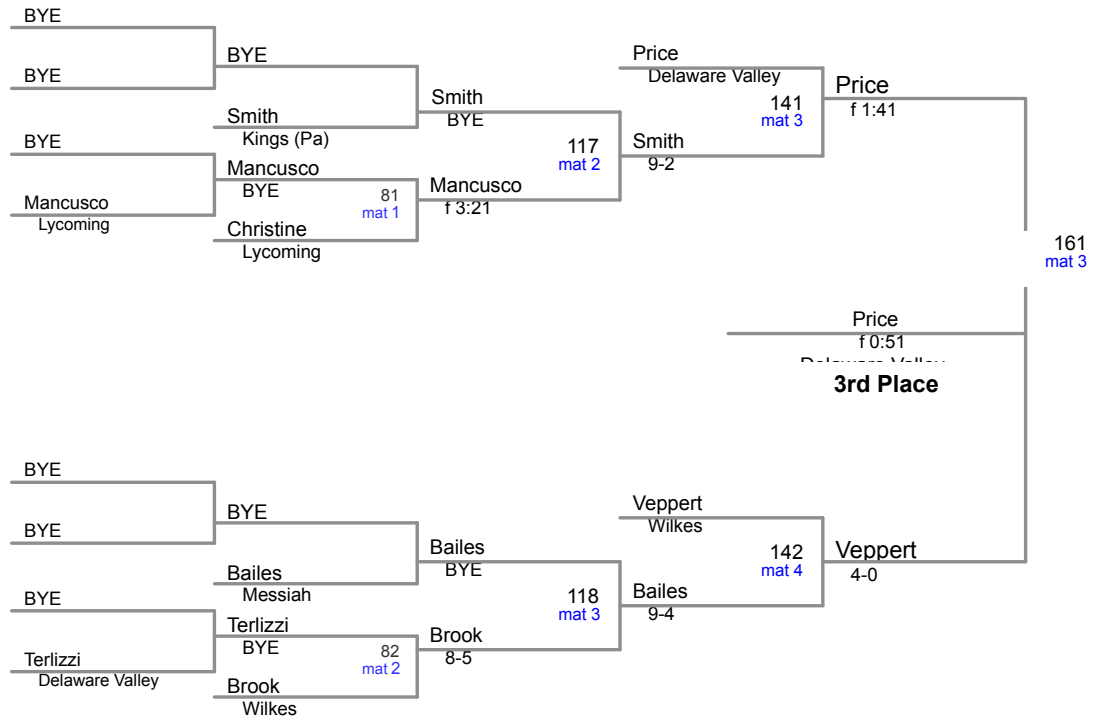 BYE
BYE
BYE
Smith
Kings (Pa)
Smith
BYE
BYE
Mancusco
Lycoming
Mancusco
BYE
Christine
Lycoming
81
mat 1
Mancusco
f 3:21
117
mat 2
Price
Delaware Valley
Smith
9-2
141
mat 3
Price
f 1:41
161
mat 3
Price
f 0:51
Delaware Valley
3rd Place
BYE
BYE
BYE
Bailes
Messiah
Bailes
BYE
BYE
Terlizzi
Delaware Valley
Terlizzi
BYE
Brook
Wilkes
82
mat 2
Brook
8-5
118
mat 3
Veppert
Wilkes
Bailes
9-4
142
mat 4
Veppert
4-0